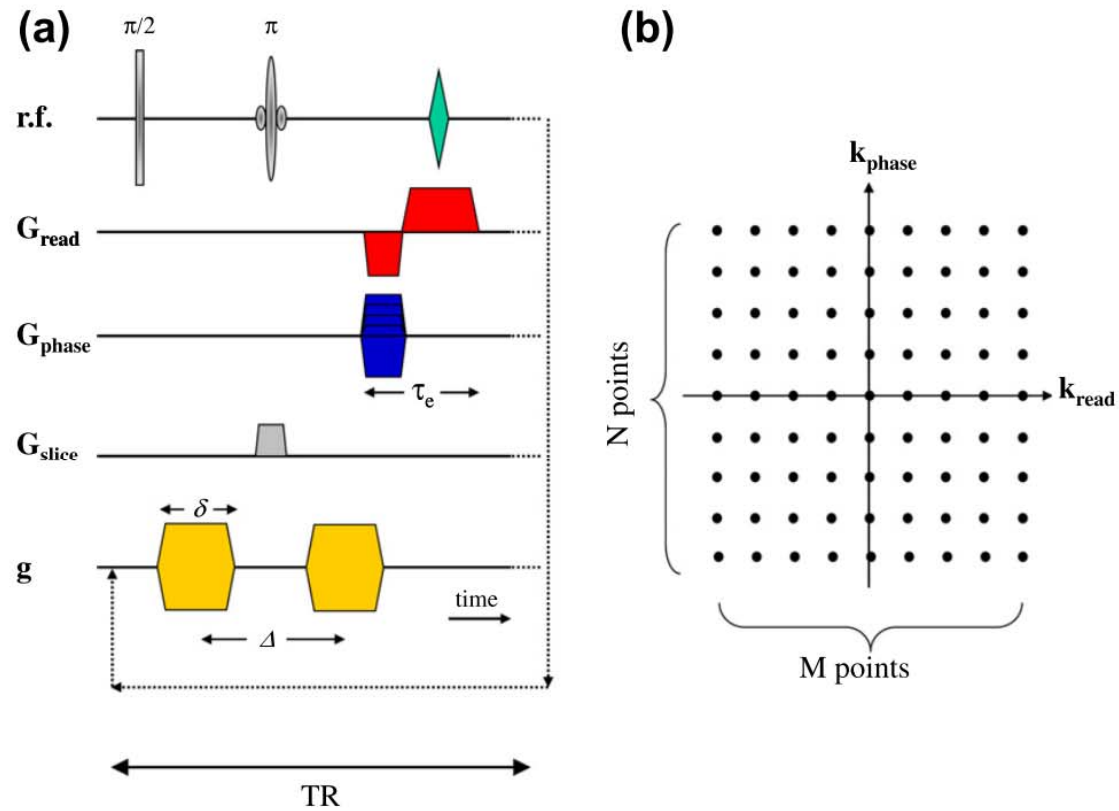 (a)
π/2
π
r.f.
G_read
G_phase
τ_e
G_slice
δ
g
time
Δ
TR
(b)
k_phase
k_read
N points
M points